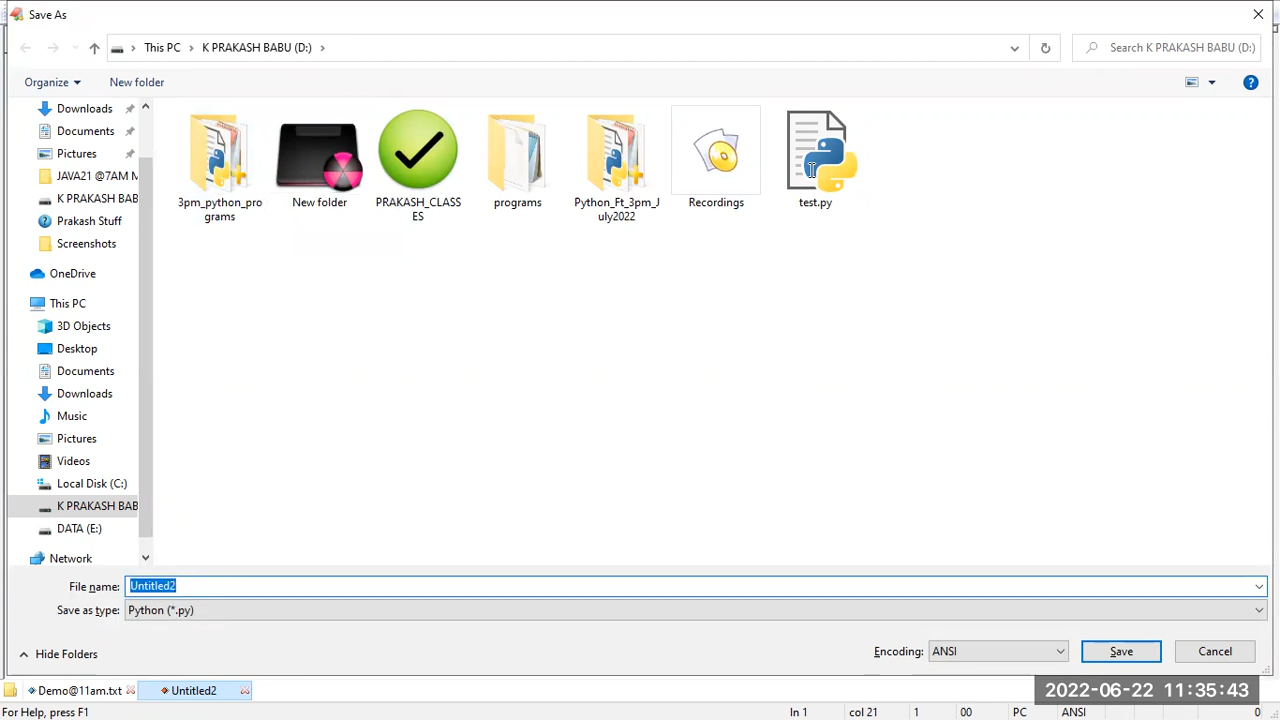 Save As
This PC
K PRAKASH BABU (D:)
Search K PRAKASH BABU (D:)
Organize
New folder
Downloads
Documents
Pictures
JAVA21 @7AM M
K PRAKASH BAB
Prakash Stuff
Screenshots
OneDrive
This PC
3D Objects
Desktop
Documents
Downloads
Music
Pictures
Videos
Local Disk (C:)
K PRAKASH BAB
DATA (E:)
Network
3pm_python_pro
grams
New folder
PRAKASH_CLASS
ES
programs
Python_Ft_3pm_J
uly2022
Recordings
test.py
File name: Untitled2
Save as type: Python (*.py)
Hide Folders
Encoding: ANSI
Save
Cancel
Demo@11am.txt
Untitled2
2022-06-22 11:35:43
For Help, press F1
ln 1
col 21
1
00
PC
ANSI
0